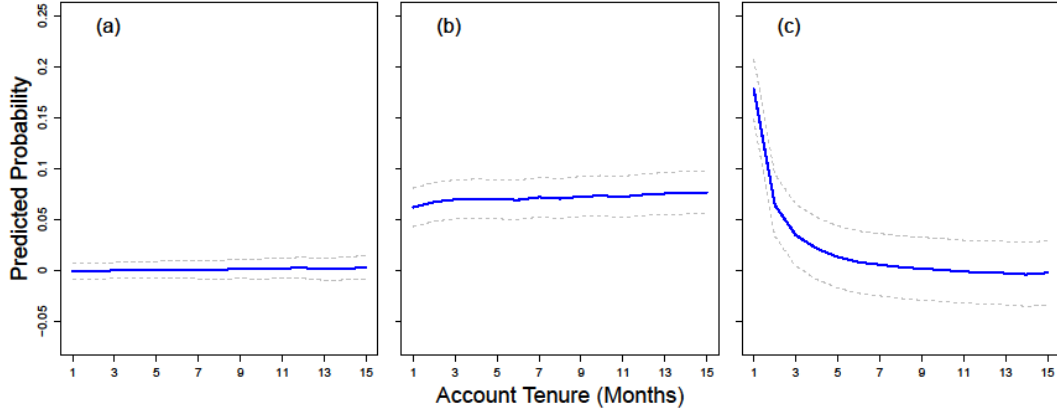 (a)
(b)
(c)
Predicted Probability
0.25
0.2
0.15
0.1
0.05
0
−0.05
1 3 5 7 9 11 13 15
1 3 5 7 9 11 13 15
1 3 5 7 9 11 13 15
Account Tenure (Months)